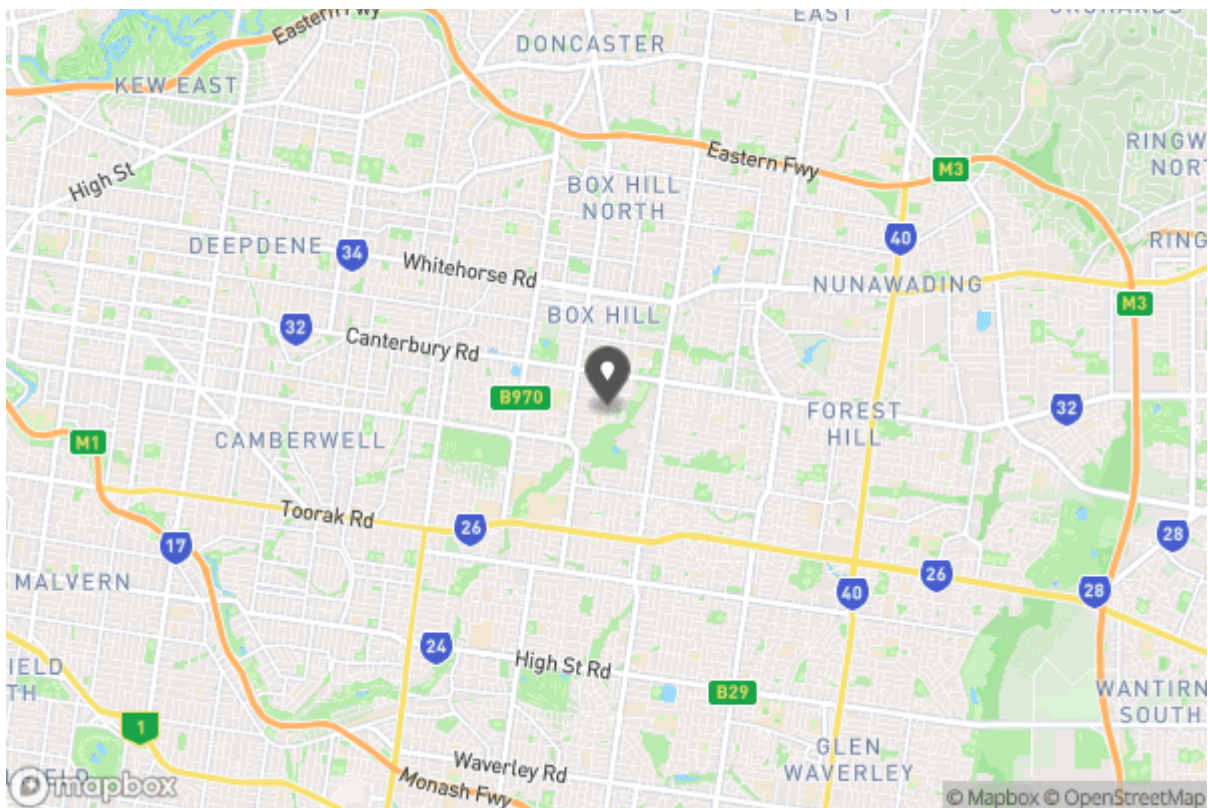 EAST
ORCHARDS
Eastern Fwy
DONCASTER
KEW EAST
RINGW
NORT
High St
Eastern Fwy
M3
BOX HILL
NORTH
DEEPDENE
34
40
RING
Whitehorse Rd
NUNAWADING
M3
BOX HILL
32
Canterbury Rd
B970
FOREST
HILL
32
M1
CAMBERWELL
Toorak Rd
26
17
28
MALVERN
26
40
28
24
High St Rd
IELD
TH
B29
WANTIRN
SOUTH
1
GLEN
WAVERLEY
Waverley Rd
Monash Fwy
mapbox
© Mapbox © OpenStreetMap